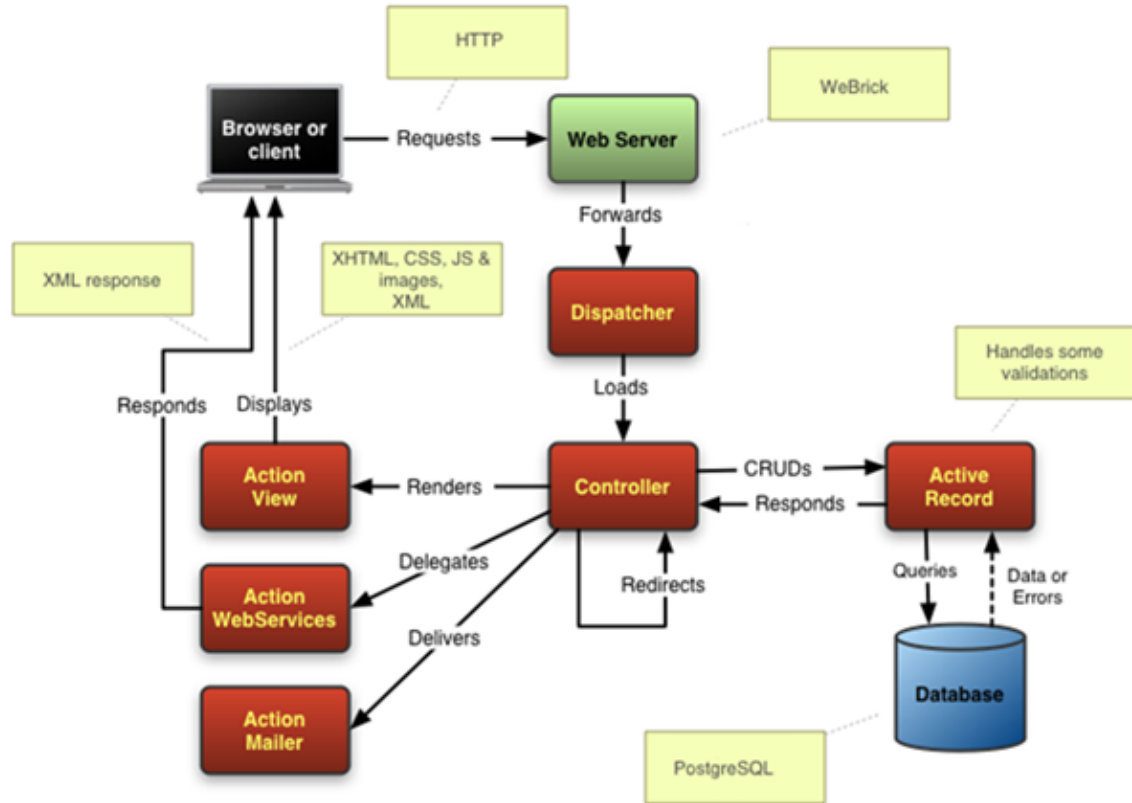 HTTP
WeBrick
Browser or
client
Requests
Web Server
Forwards
XML response
XHTML, CSS, JS &
images,
XML
Dispatcher
Handles some
validations
Loads
Responds
Displays
Action
View
Renders
Controller
CRUDs
Responds
Active
Record
Delegates
Redirects
Queries
Data or
Errors
Action
WebServices
Delivers
Database
Action
Mailer
PostgreSQL